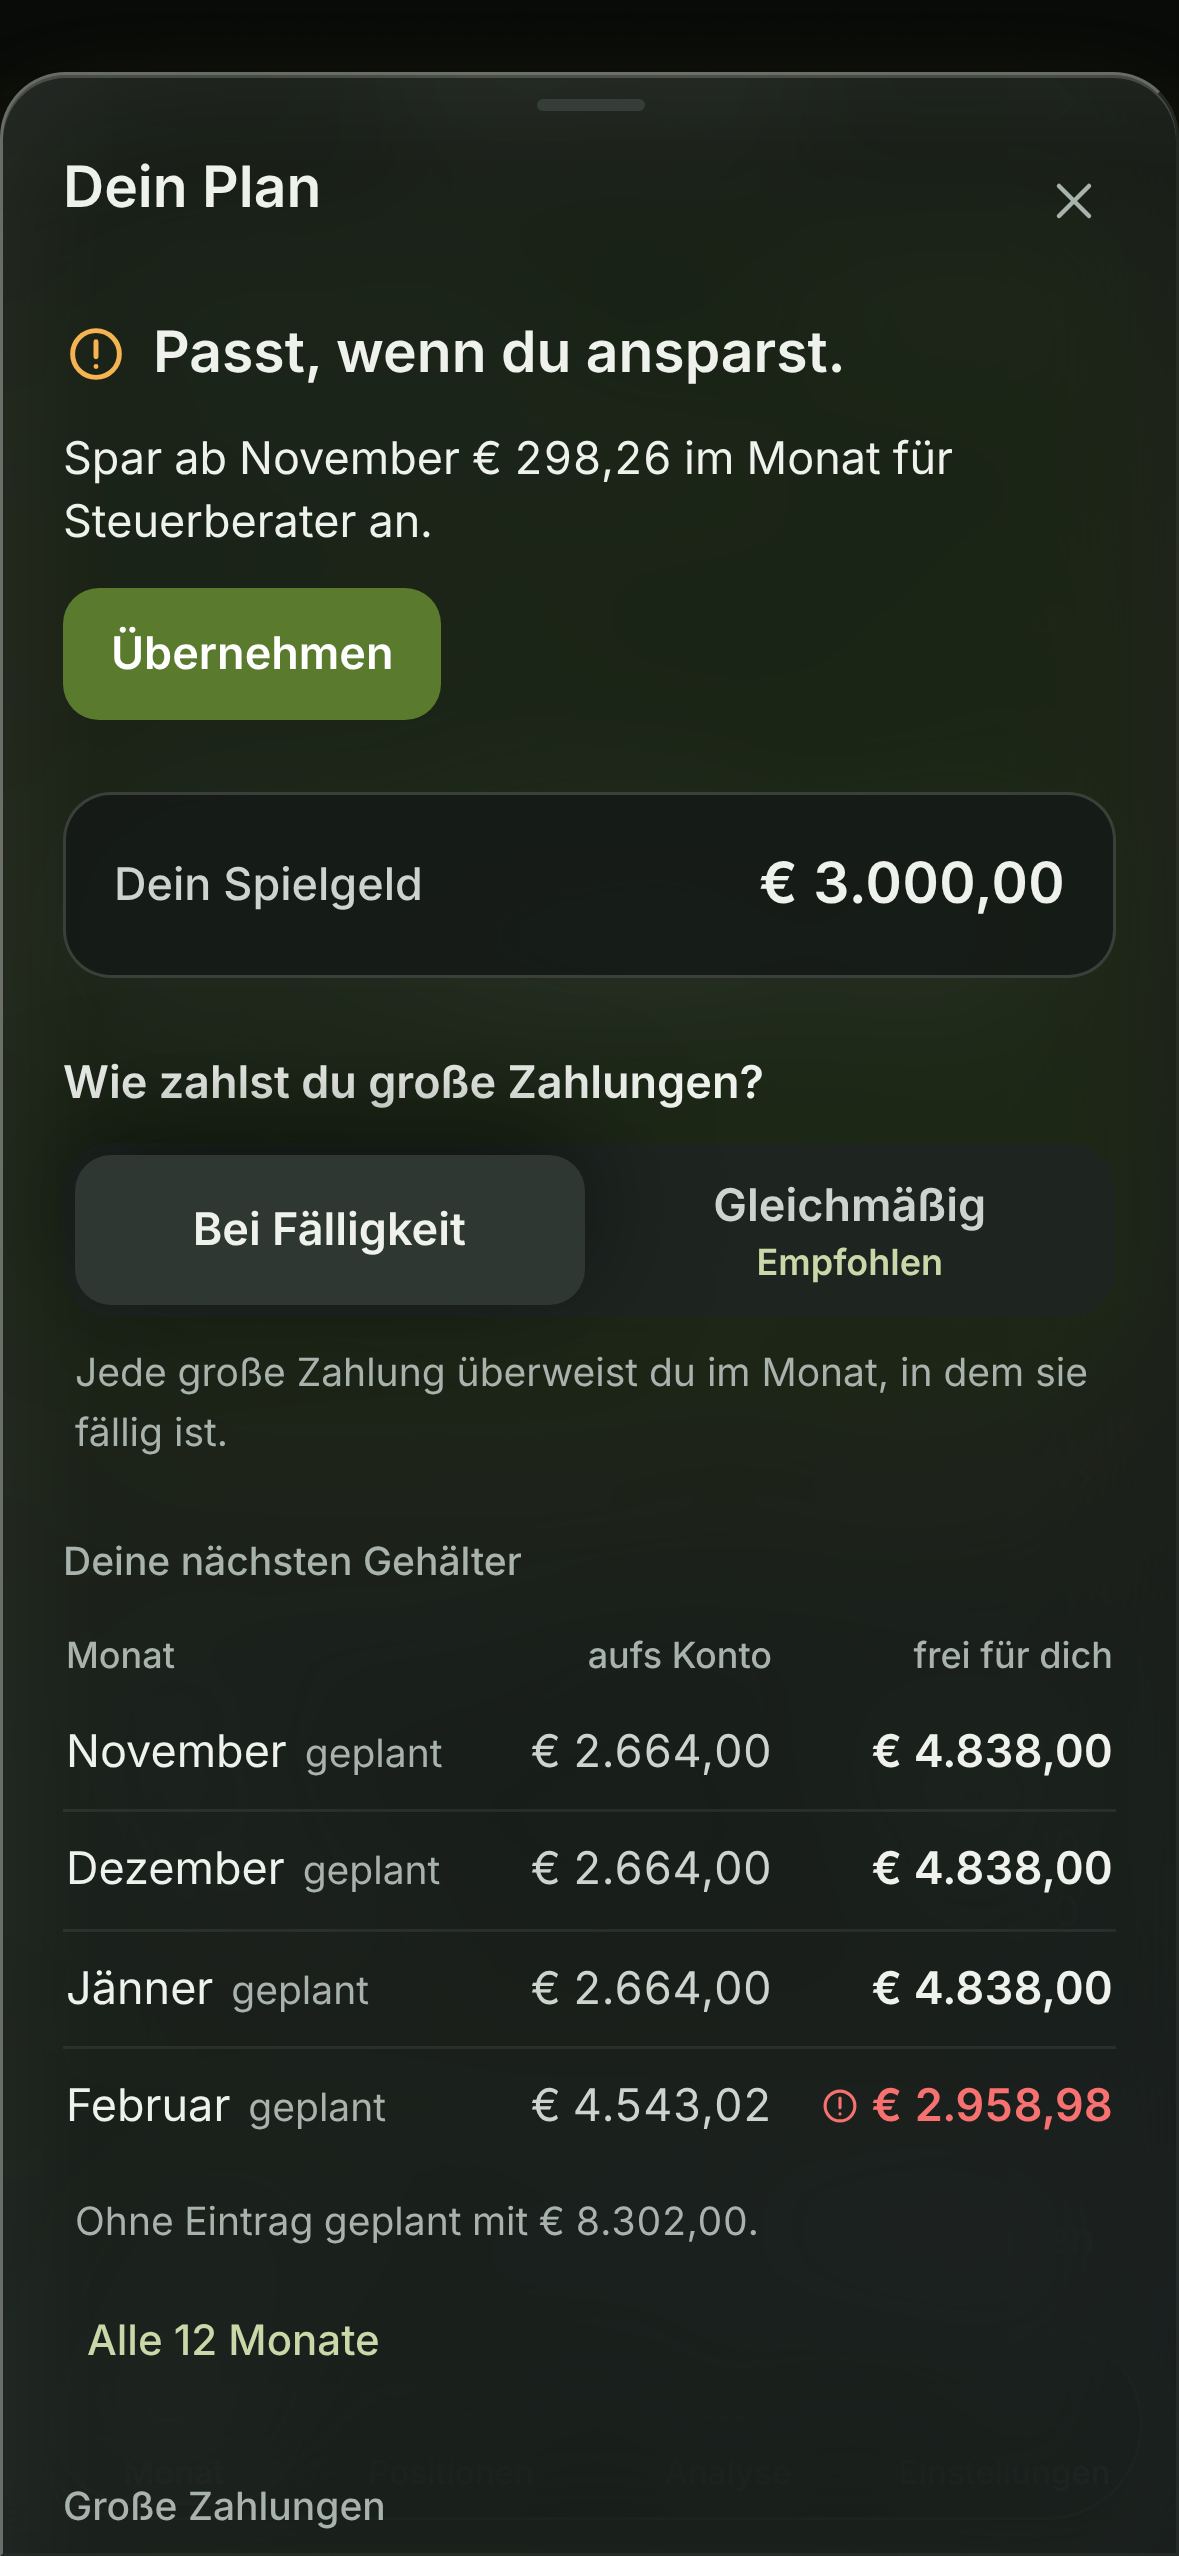 Dein Plan
Passt, wenn du ansparst.
Spar ab November € 298,26 im Monat für
Steuerberater an.
Übernehmen
Dein Spielgeld € 3.000,00
Wie zahlst du große Zahlungen?
Bei Fälligkeit
Gleichmäßig
Empfohlen
Jede große Zahlung überweist du im Monat, in dem sie
fällig ist.
Deine nächsten Gehälter
Monat aufs Konto frei für dich
November geplant € 2.664,00 € 4.838,00
Dezember geplant € 2.664,00 € 4.838,00
Jänner geplant € 2.664,00 € 4.838,00
Februar geplant € 4.543,02 € 2.958,98
Ohne Eintrag geplant mit € 8.302,00.
Alle 12 Monate
Monat Positionen Analyse Einstellungen
Große Zahlungen